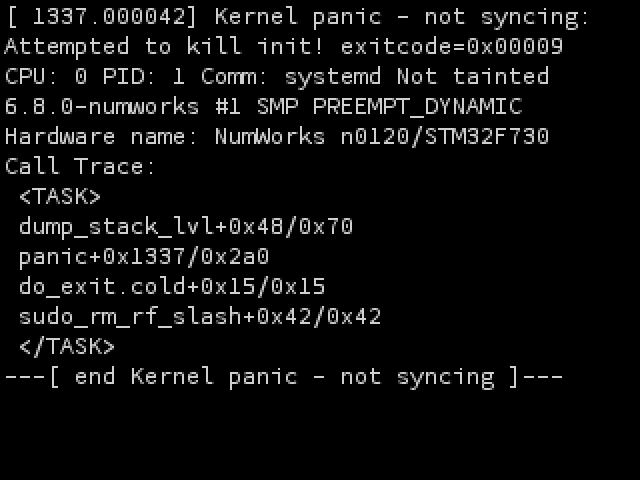 [ 1337.000042] Kernel panic - not syncing:
Attempted to kill init! exitcode=0x00009
CPU: 0 PID: 1 Comm: systemd Not tainted
6.8.0-numworks #1 SMP PREEMPT_DYNAMIC
Hardware name: NumWorks n0120/STM32F730
Call Trace:
<TASK>
dump_stack_lvl+0x48/0x70
panic+0x1337/0x2a0
do_exit.cold+0x15/0x15
sudo_rm_rf_slash+0x42/0x42
</TASK>
---[ end Kernel panic - not syncing ]---